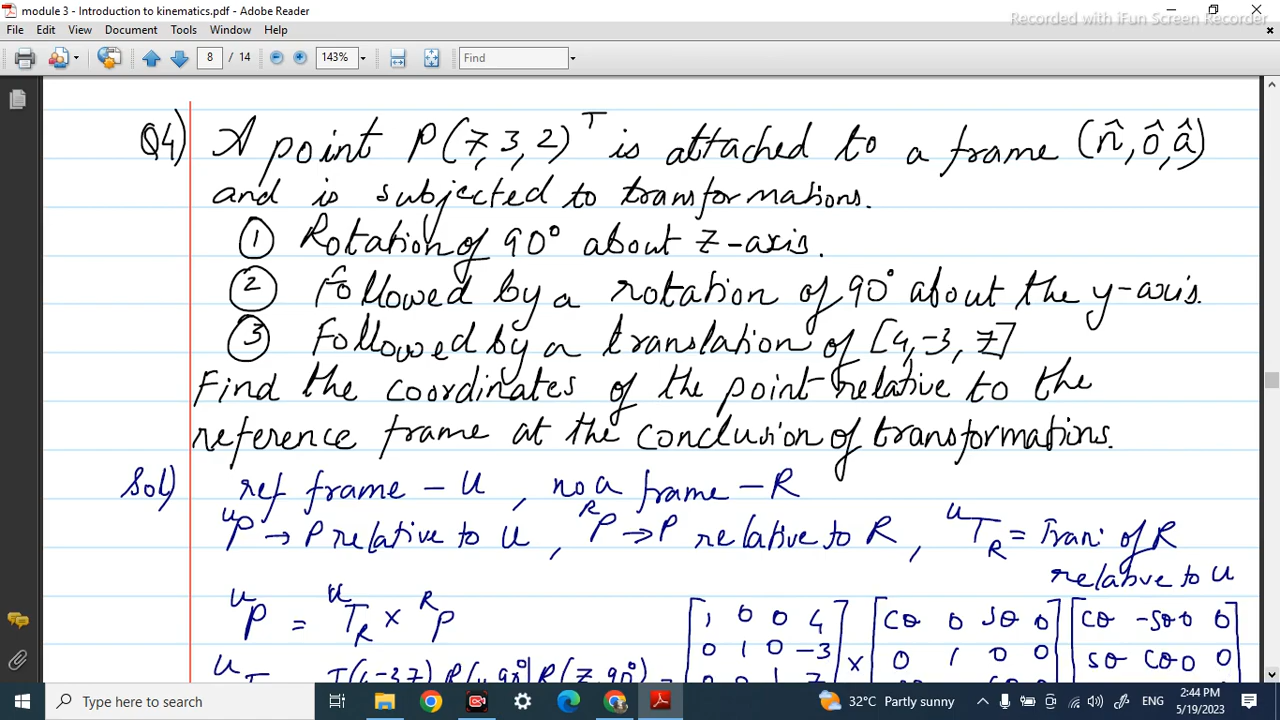 module 3 - Introduction to kinematics.pdf - Adobe Reader
Recorded with iFun Screen Recorder
File Edit View Document Tools Window Help
8 / 14 143% Find
Q4) A point P(7,3,2)ᵀ is attached to a frame (n̂,ô,â)
and is subjected to transformations.
① Rotation of 90° about z-axis.
② Followed by a rotation of 90° about the y-axis.
③ Followed by a translation of [4,-3,7]
Find the coordinates of the point relative to the
reference frame at the conclusion of transformations.
Sol) ref frame - U , noa frame - R
ᵁP → P relative to U , ᴿP → P relative to R , ᵁT_R = Tran: of R
relative to U
ᵁP = ᵁT_R × ᴿP
[1 0 0 4 [Cθ 0 Sθ 0 [Cθ -Sθ 0 0
0 1 0 -3 × 0 1 0 0 Sθ Cθ 0 0
Type here to search
32°C Partly sunny
ENG
2:44 PM
5/19/2023